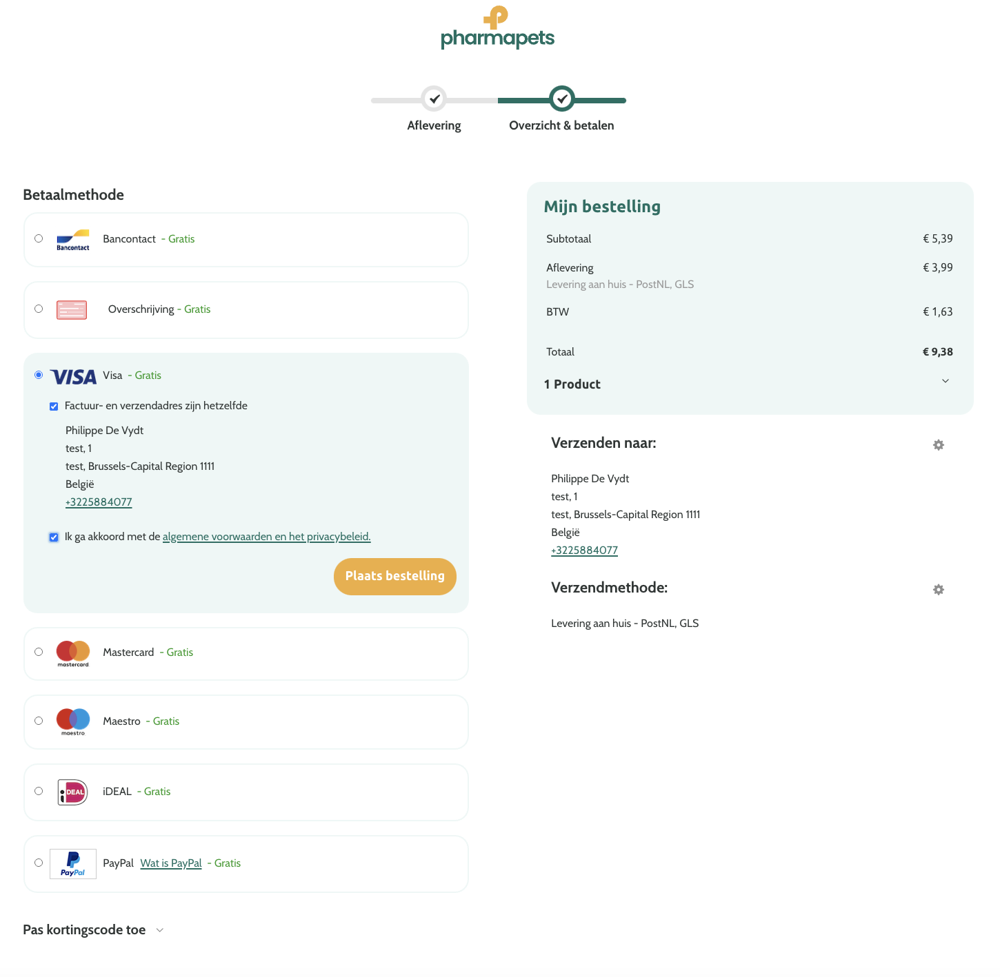 pharmapets
Aflevering
Overzicht & betalen
Betaalmethode
Bancontact
Bancontact - Gratis
Overschrijving - Gratis
VISA
Visa - Gratis
Factuur- en verzendadres zijn hetzelfde
Philippe De Vydt
test, 1
test, Brussels-Capital Region 1111
België
+3225884077
Ik ga akkoord met de algemene voorwaarden en het privacybeleid.
Plaats bestelling
mastercard
Mastercard - Gratis
maestro
Maestro - Gratis
iDEAL
iDEAL - Gratis
PayPal
PayPal Wat is PayPal - Gratis
Pas kortingscode toe
Mijn bestelling
Subtotaal € 5,39
Aflevering € 3,99
Levering aan huis - PostNL, GLS
BTW € 1,63
Totaal € 9,38
1 Product
Verzenden naar:
Philippe De Vydt
test, 1
test, Brussels-Capital Region 1111
België
+3225884077
Verzendmethode:
Levering aan huis - PostNL, GLS